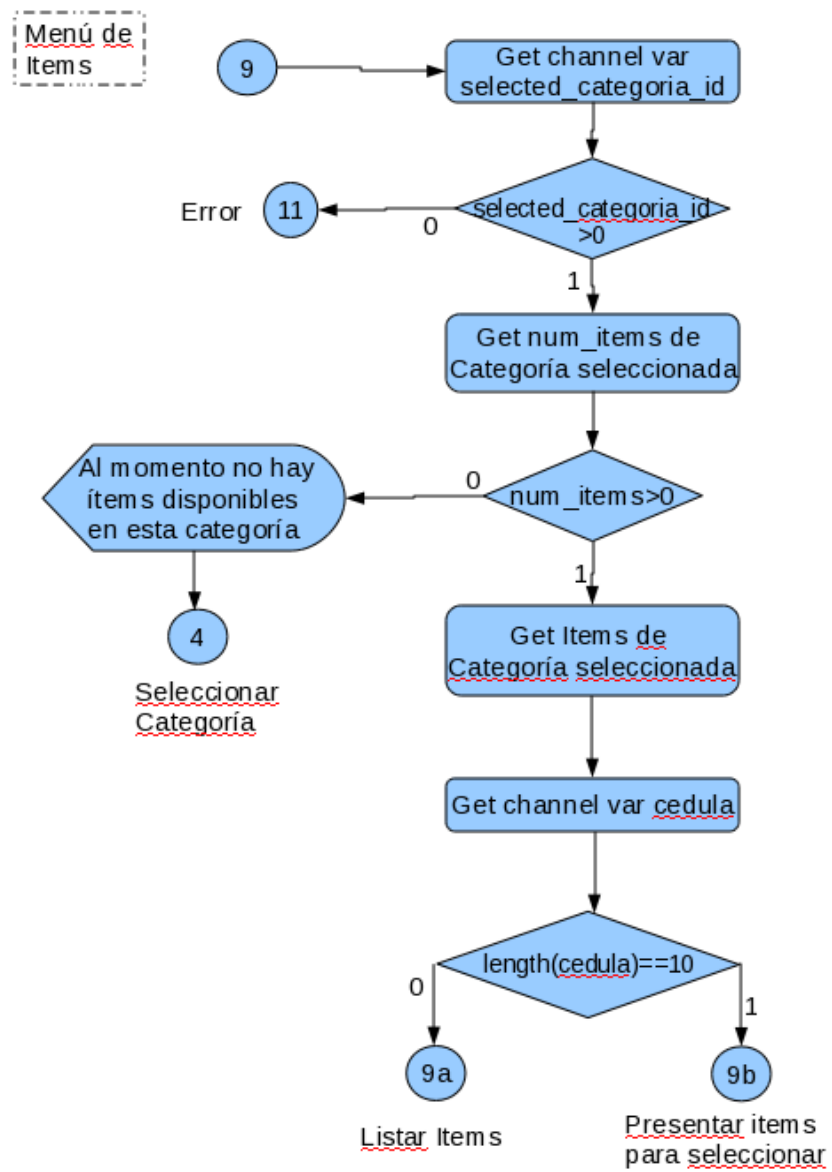 Menú de
Items
9
Get channel var
selected_categoria_id
Error
11
0
selected_categoria_id
>0
1
Get num_items de
Categoría seleccionada
Al momento no hay
ítems disponibles
en esta categoría
0
num_items>0
1
4
Seleccionar
Categoría
Get Items de
Categoría seleccionada
Get channel var cedula
length(cedula)==10
0
1
9a
9b
Listar Items
Presentar items
para seleccionar